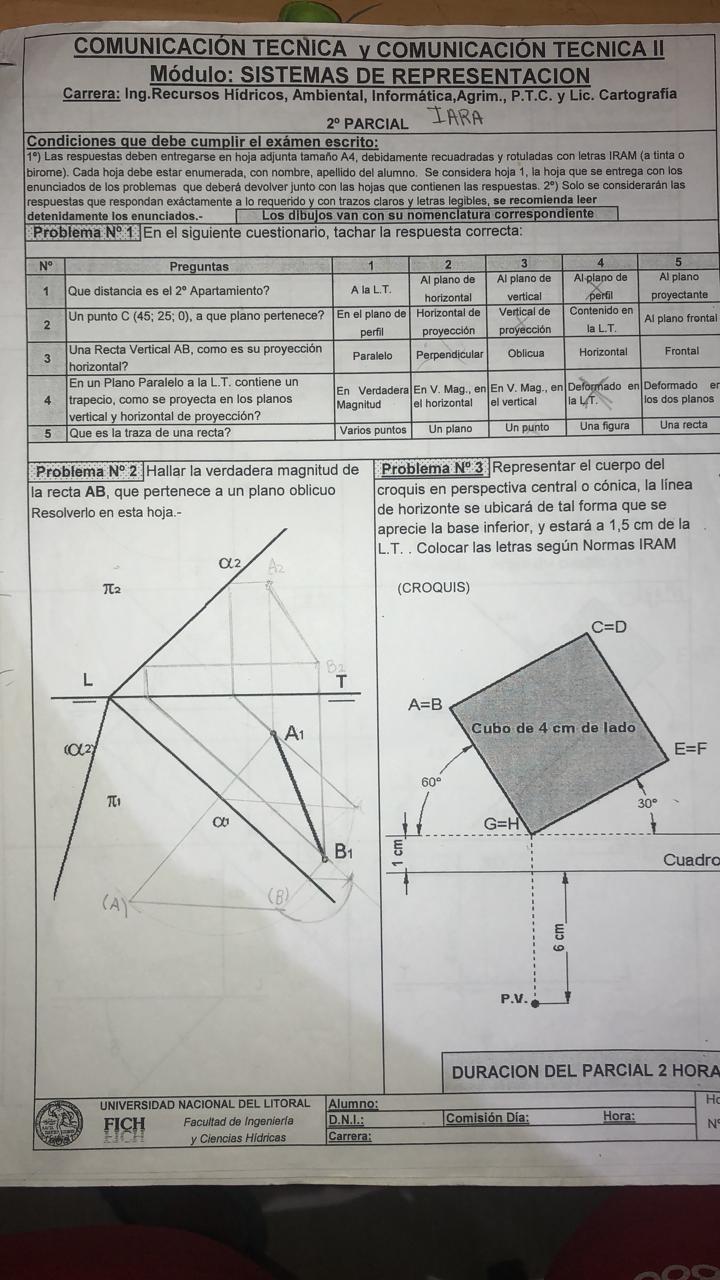 COMUNICACIÓN TECNICA y COMUNICACIÓN TECNICA II
Módulo: SISTEMAS DE REPRESENTACION
Carrera: Ing.Recursos Hídricos, Ambiental, Informática,Agrim., P.T.C. y Lic. Cartografía
2º PARCIAL IARA
Condiciones que debe cumplir el exámen escrito:
1º) Las respuestas deben entregarse en hoja adjunta tamaño A4, debidamente recuadradas y rotuladas con letras IRAM (a tinta o
birome). Cada hoja debe estar enumerada, con nombre, apellido del alumno. Se considera hoja 1, la hoja que se entrega con los
enunciados de los problemas que deberá devolver junto con las hojas que contienen las respuestas. 2º) Solo se considerarán las
respuestas que respondan exáctamente a lo requerido y con trazos claros y letras legibles, se recomienda leer
detenidamente los enunciados.- Los dibujos van con su nomenclatura correspondiente
Problema Nº 1 En el siguiente cuestionario, tachar la respuesta correcta:
Nº Preguntas 1 2 3 4 5
1 Que distancia es el 2º Apartamiento? A la L.T. Al plano de horizontal Al plano de vertical Al plano de perfil Al plano proyectante
2 Un punto C (45; 25; 0), a que plano pertenece? En el plano de perfil Horizontal de proyección Vertical de proyección Contenido en la L.T. Al plano frontal
3 Una Recta Vertical AB, como es su proyección horizontal? Paralelo Perpendicular Oblicua Horizontal Frontal
4 En un Plano Paralelo a la L.T. contiene un trapecio, como se proyecta en los planos vertical y horizontal de proyección? En Verdadera Magnitud En V. Mag., en el horizontal En V. Mag., en el vertical Deformado en la L.T. Deformado en los dos planos
5 Que es la traza de una recta? Varios puntos Un plano Un punto Una figura Una recta
Problema Nº 2 Hallar la verdadera magnitud de
la recta AB, que pertenece a un plano oblicuo
Resolverlo en esta hoja.-
α2
A2
π2
B2
L
T
(α2)
A1
π1
α1
B1
(A)
(B)
Problema Nº 3 Representar el cuerpo del
croquis en perspectiva central o cónica, la línea
de horizonte se ubicará de tal forma que se
aprecie la base inferior, y estará a 1,5 cm de la
L.T. . Colocar las letras según Normas IRAM
(CROQUIS)
C=D
A=B
Cubo de 4 cm de lado
E=F
60º
30º
G=H
1 cm
Cuadro
6 cm
P.V.
DURACION DEL PARCIAL 2 HORA
UNIVERSIDAD NACIONAL DEL LITORAL
FICH
Facultad de Ingeniería
y Ciencias Hídricas
Alumno:
D.N.I.: Comisión Día: Hora:
Carrera:
Ho
Nº